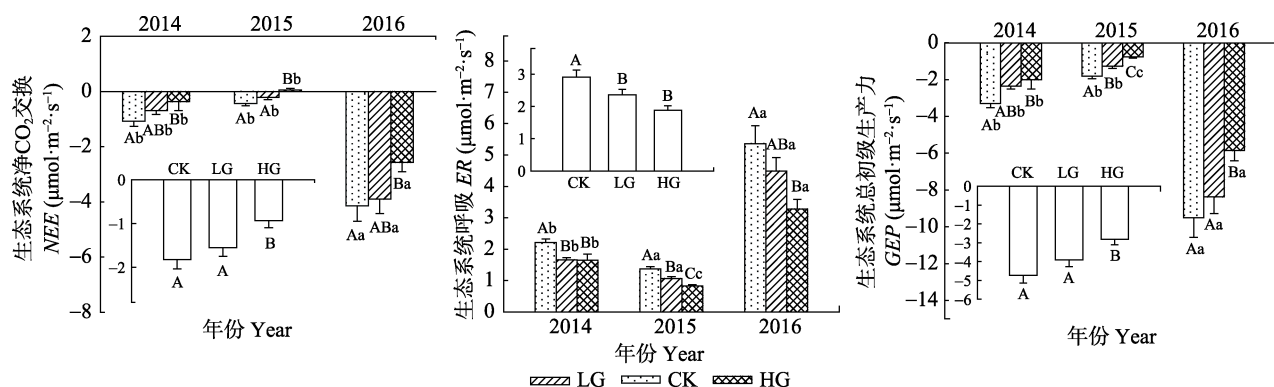 2014 2015 2016
2
0
−2
−4
−6
−8
生态系统净CO₂交换
NEE (μmol·m⁻²·s⁻¹)
Ab ABb Bb
Ab Ab Bb
Aa ABa Ba
CK LG HG
0
−1
−2
A A B
年份 Year
8
7
6
5
4
3
2
1
0
生态系统呼吸 ER (μmol·m⁻²·s⁻¹)
3
2
1
0
A B B
CK LG HG
Ab Bb Bb
Aa Ba Cc
Aa ABa Ba
2014 2015 2016
年份 Year
2014 2015 2016
0
−2
−4
−6
−8
−10
−12
−14
生态系统总初级生产力
GEP (μmol·m⁻²·s⁻¹)
Ab Ab Bb
Ab Bb Cc
Aa Aa Ba
CK LG HG
0
−1
−2
−3
−4
−5
−6
A A B
年份 Year
LG CK HG